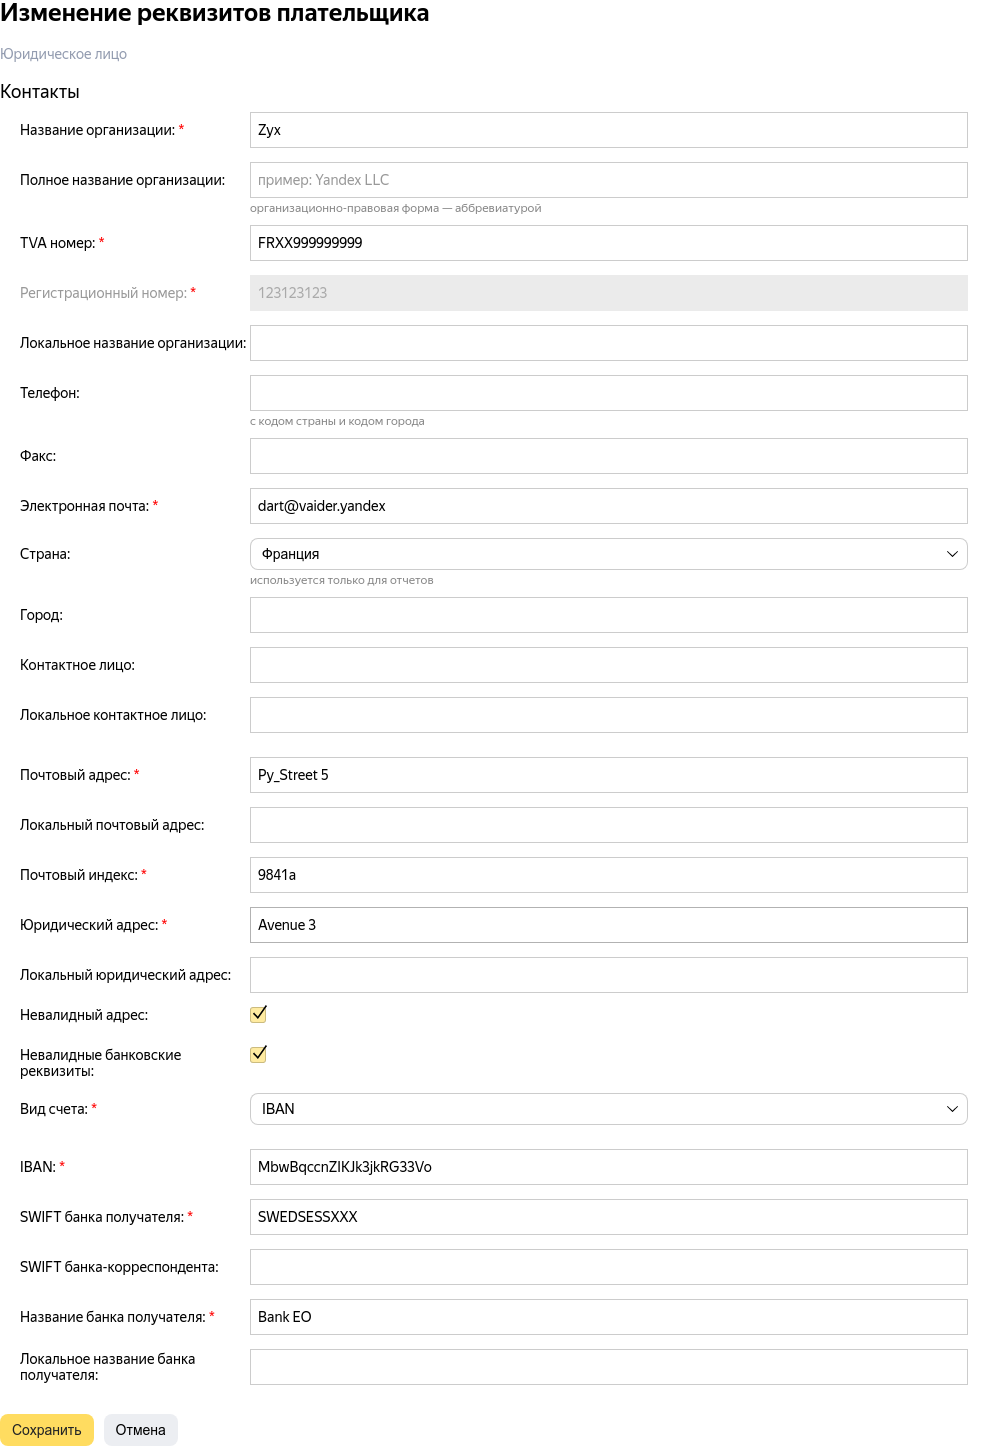 Изменение реквизитов плательщика
Юридическое лицо
Контакты
Название организации: * Zyx
Полное название организации: пример: Yandex LLC
организационно-правовая форма — аббревиатурой
TVA номер: * FRXX999999999
Регистрационный номер: * 123123123
Локальное название организации:
Телефон:
с кодом страны и кодом города
Факс:
Электронная почта: * dart@vaider.yandex
Страна: Франция
используется только для отчетов
Город:
Контактное лицо:
Локальное контактное лицо:
Почтовый адрес: * Py_Street 5
Локальный почтовый адрес:
Почтовый индекс: * 9841a
Юридический адрес: * Avenue 3
Локальный юридический адрес:
Невалидный адрес:
Невалидные банковские
реквизиты:
Вид счета: * IBAN
IBAN: * MbwBqccnZIKJk3jkRG33Vo
SWIFT банка получателя: * SWEDSESSXXX
SWIFT банка-корреспондента:
Название банка получателя: * Bank EO
Локальное название банка
получателя:
Сохранить Отмена